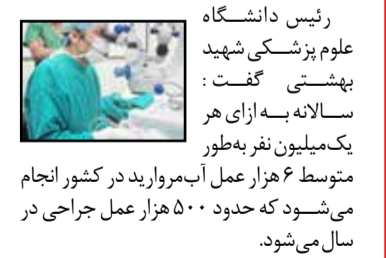 رئیس دانشگاه
علوم پزشکی شهید
بهشتی گفت:
سالانه به ازای هر
یک‌میلیون نفر به‌طور
متوسط ۶ هزار عمل آب‌مروارید در کشور انجام
می‌شود که حدود ۵۰۰ هزار عمل جراحی در
سال می‌شود.